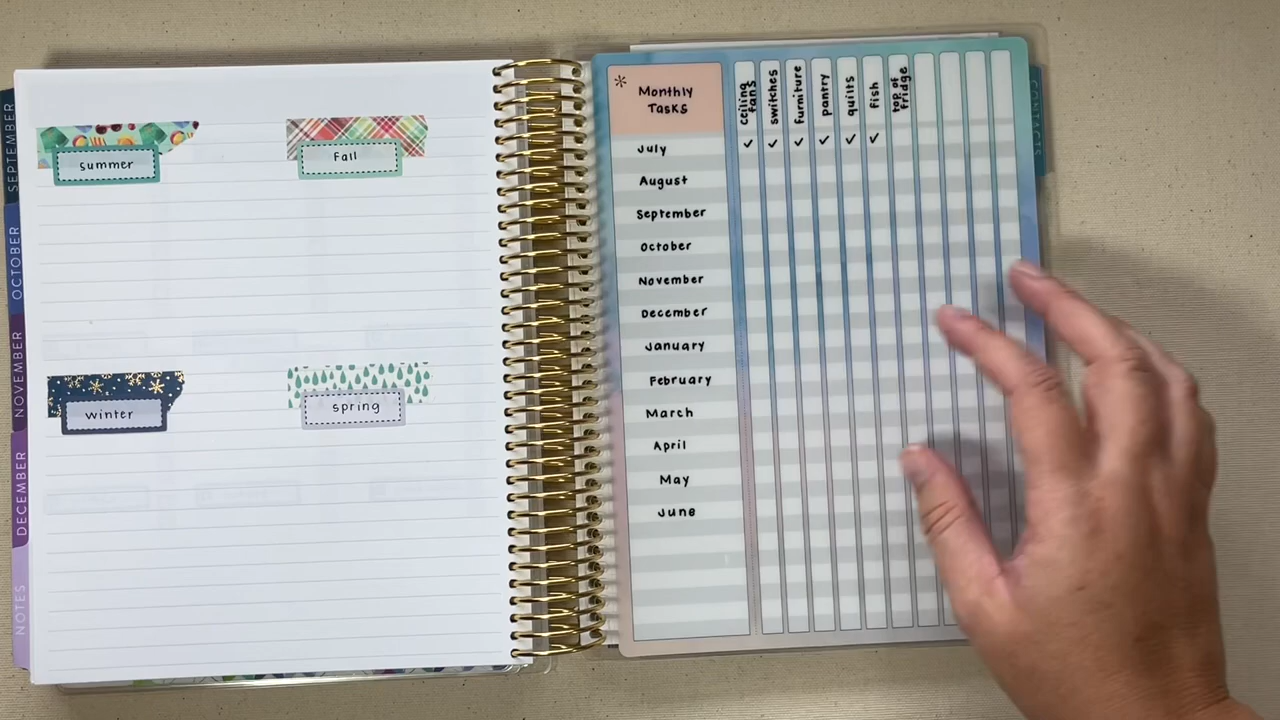 SEPTEMBER
OCTOBER
NOVEMBER
DECEMBER
NOTES
summer
Fall
winter
spring
* Monthly
Tasks
ceiling
fans
switches
furniture
pantry
quilts
fish
top of
fridge
July ✓ ✓ ✓ ✓ ✓ ✓
August
September
October
November
December
January
February
March
April
May
June
CONTACTS